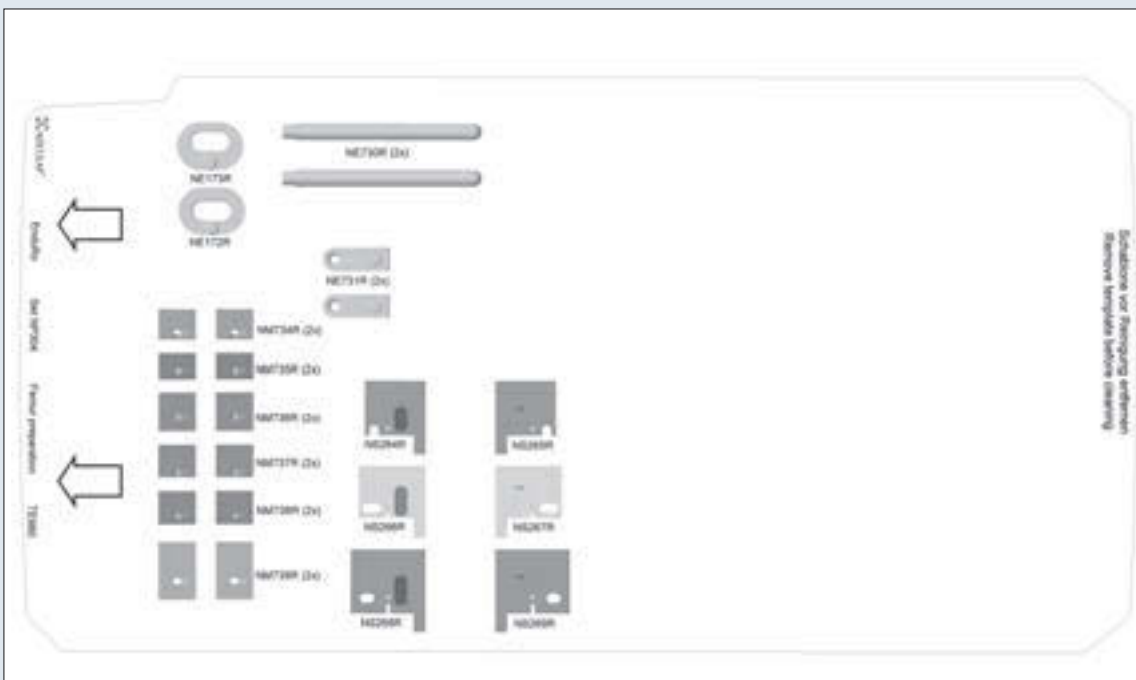 EnduRo
Set NP304
Femur preparation
NE173R
NE172R
NE730R (2x)
NE731R (2x)
NM734R (2x)
NM735R (2x)
NM736R (2x)
NM737R (2x)
NM738R (2x)
NM739R (2x)
NS264R
NS265R
NS266R
NS267R
NS268R
NS269R
Schablone vor Reinigung entfernen
Remove template before cleaning